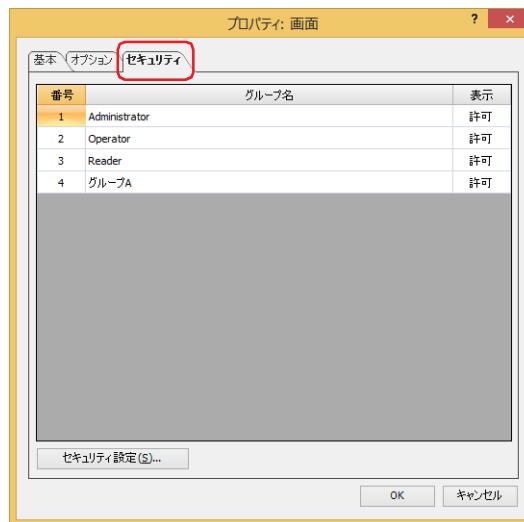 プロパティ: 画面
? ×
基本 オプション セキュリティ
番号 グループ名 表示
1 Administrator 許可
2 Operator 許可
3 Reader 許可
4 グループA 許可
セキュリティ設定(S)...
OK キャンセル